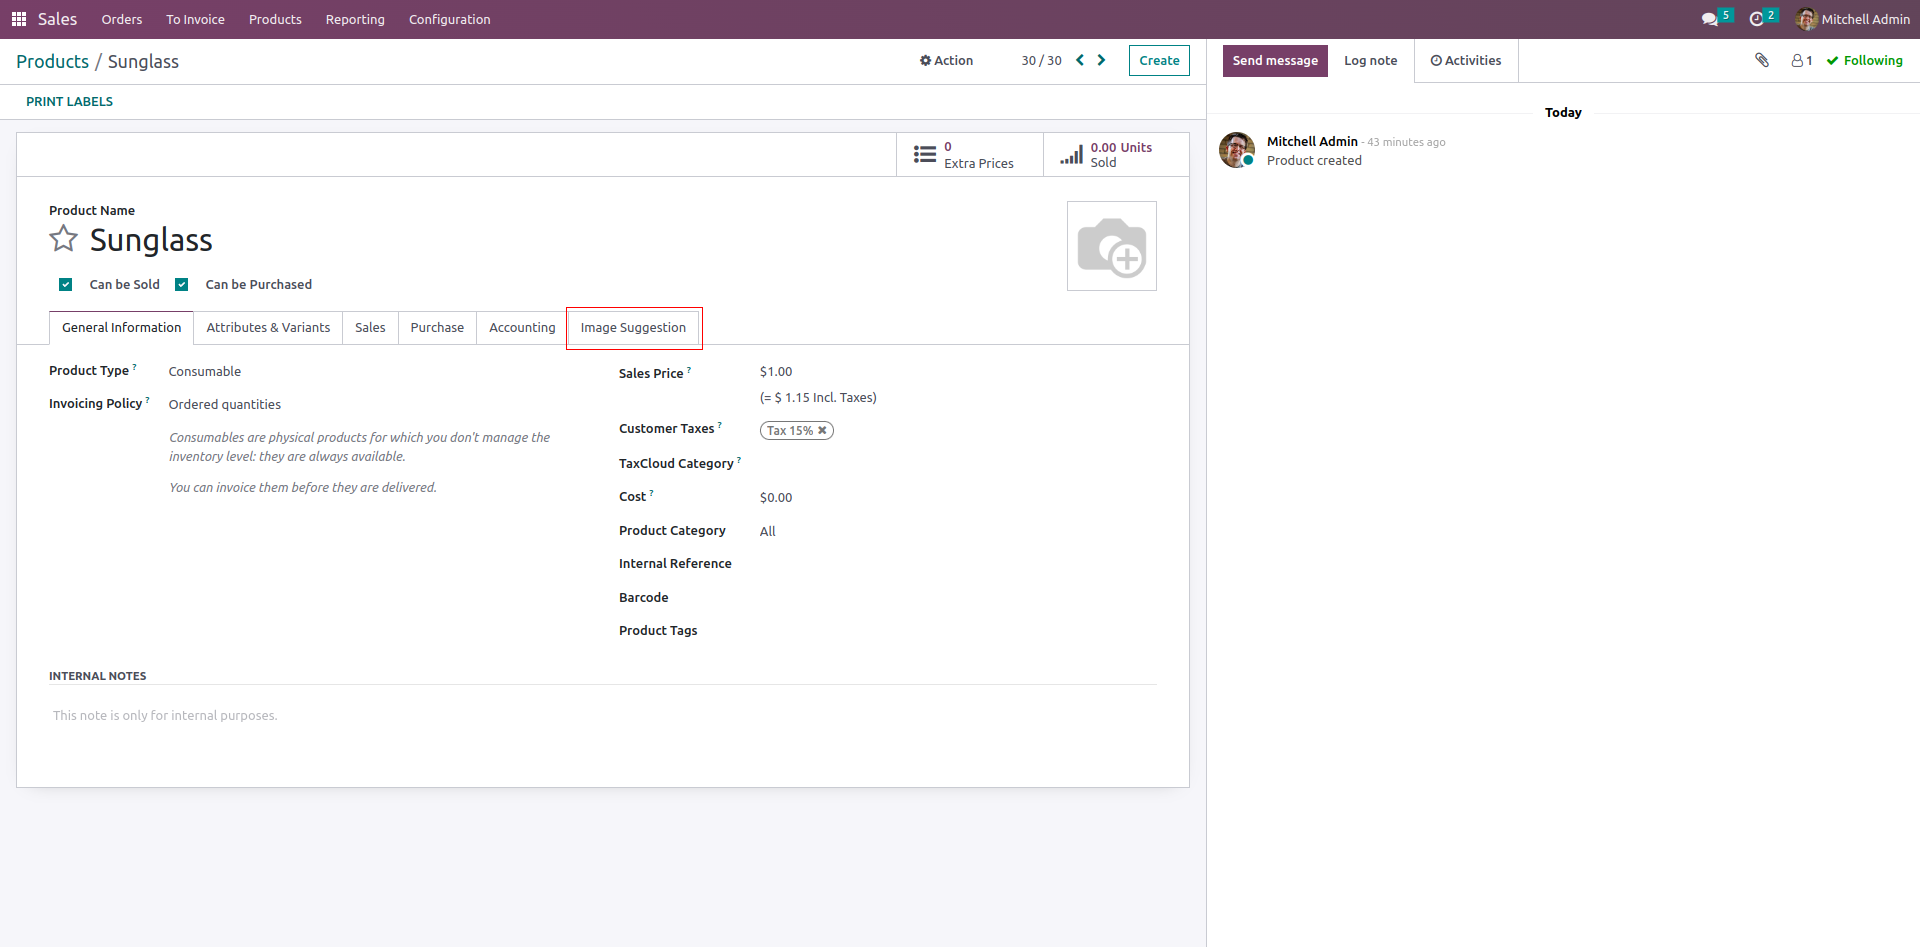 Sales Orders To Invoice Products Reporting Configuration 5 2 Mitchell Admin
Products / Sunglass Action 30 / 30 Create Send message Log note Activities 1 Following
PRINT LABELS
Today
0
Extra Prices
0.00 Units
Sold
Mitchell Admin - 43 minutes ago
Product created
Product Name
Sunglass
Can be Sold Can be Purchased
General Information Attributes & Variants Sales Purchase Accounting Image Suggestion
Product Type ? Consumable
Invoicing Policy ? Ordered quantities
Consumables are physical products for which you don't manage the
inventory level: they are always available.
You can invoice them before they are delivered.
Sales Price ? $1.00
(= $ 1.15 Incl. Taxes)
Customer Taxes ? Tax 15%
TaxCloud Category ?
Cost ? $0.00
Product Category All
Internal Reference
Barcode
Product Tags
INTERNAL NOTES
This note is only for internal purposes.